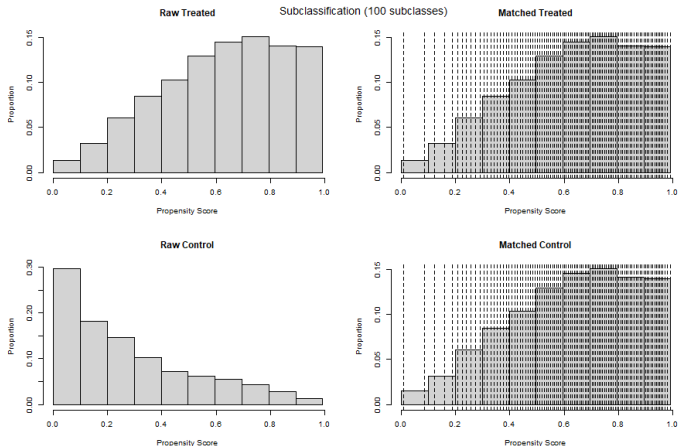 Subclassification (100 subclasses)
Raw Treated
Proportion
0.00 0.05 0.10 0.15
0.0 0.2 0.4 0.6 0.8 1.0
Propensity Score
Matched Treated
Proportion
0.00 0.05 0.10 0.15
0.0 0.2 0.4 0.6 0.8 1.0
Propensity Score
Raw Control
Proportion
0.00 0.10 0.20 0.30
0.0 0.2 0.4 0.6 0.8 1.0
Propensity Score
Matched Control
Proportion
0.00 0.05 0.10 0.15
0.0 0.2 0.4 0.6 0.8 1.0
Propensity Score